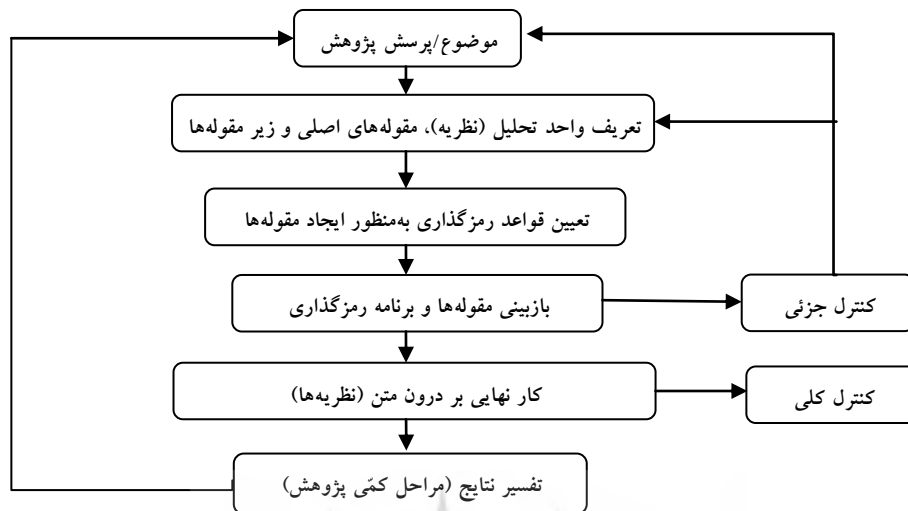 موضوع/پرسش پژوهش
تعریف واحد تحلیل (نظریه)، مقوله‌های اصلی و زیر مقوله‌ها
تعیین قواعد رمزگذاری به‌منظور ایجاد مقوله‌ها
بازبینی مقوله‌ها و برنامه رمزگذاری
کنترل جزئی
کار نهایی بر درون متن (نظریه‌ها)
کنترل کلی
تفسیر نتایج (مراحل کمّی پژوهش)